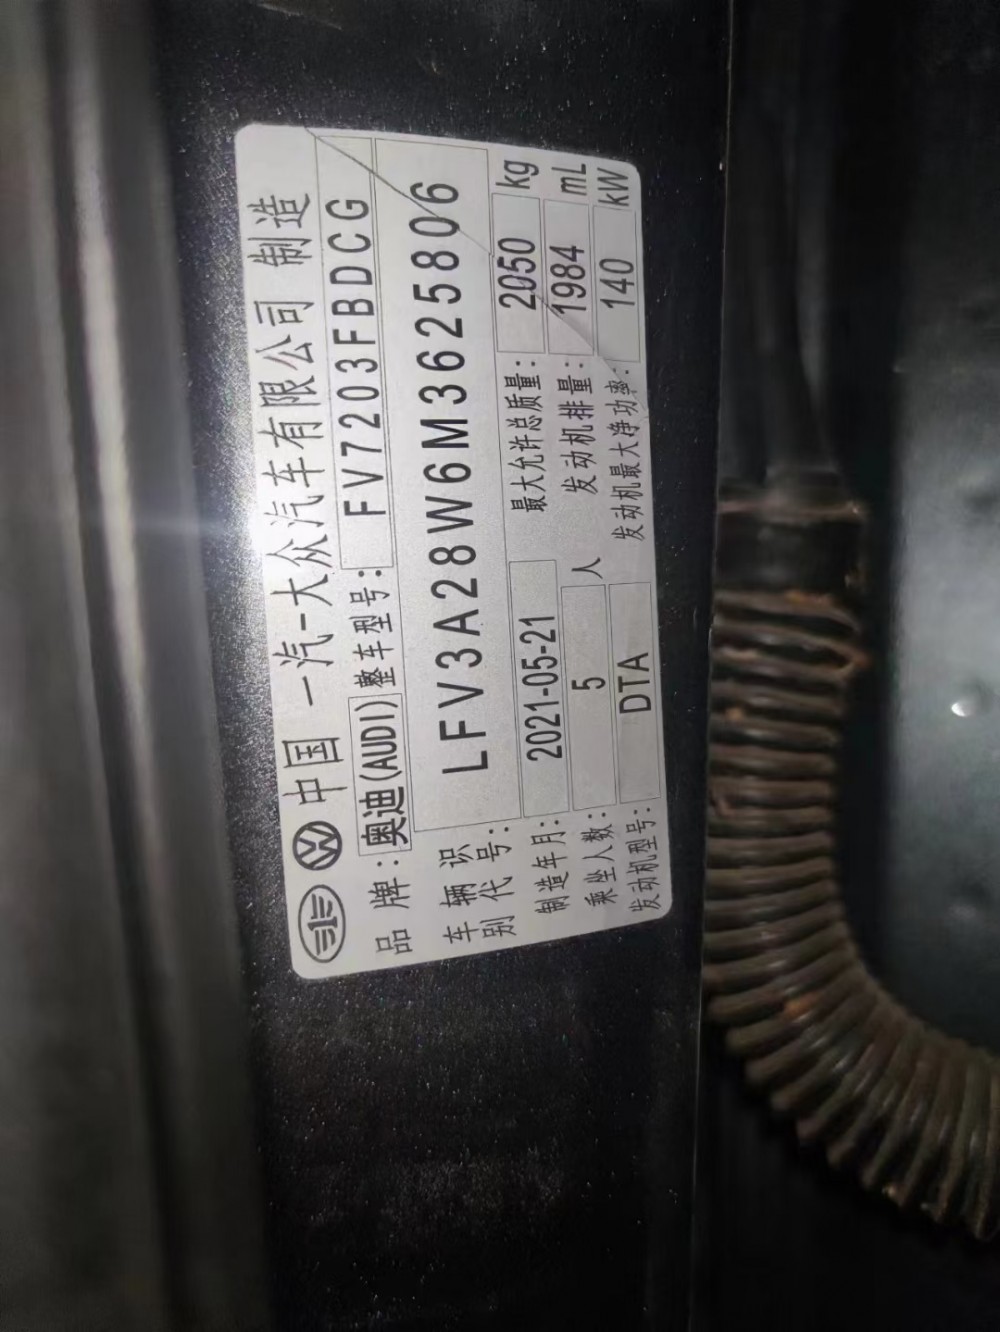 中国 一汽-大众汽车有限公司 制造
品牌:奥迪(AUDI) 整车型号: FV7203FBDCG
车辆识别代号: LFV3A28W6M3625806
制造年月: 2021-05-21 最大允许总质量: 2050 kg
乘坐人数: 5 人 发动机排量: 1984 mL
发动机型号: DTA 发动机最大净功率: 140 kW